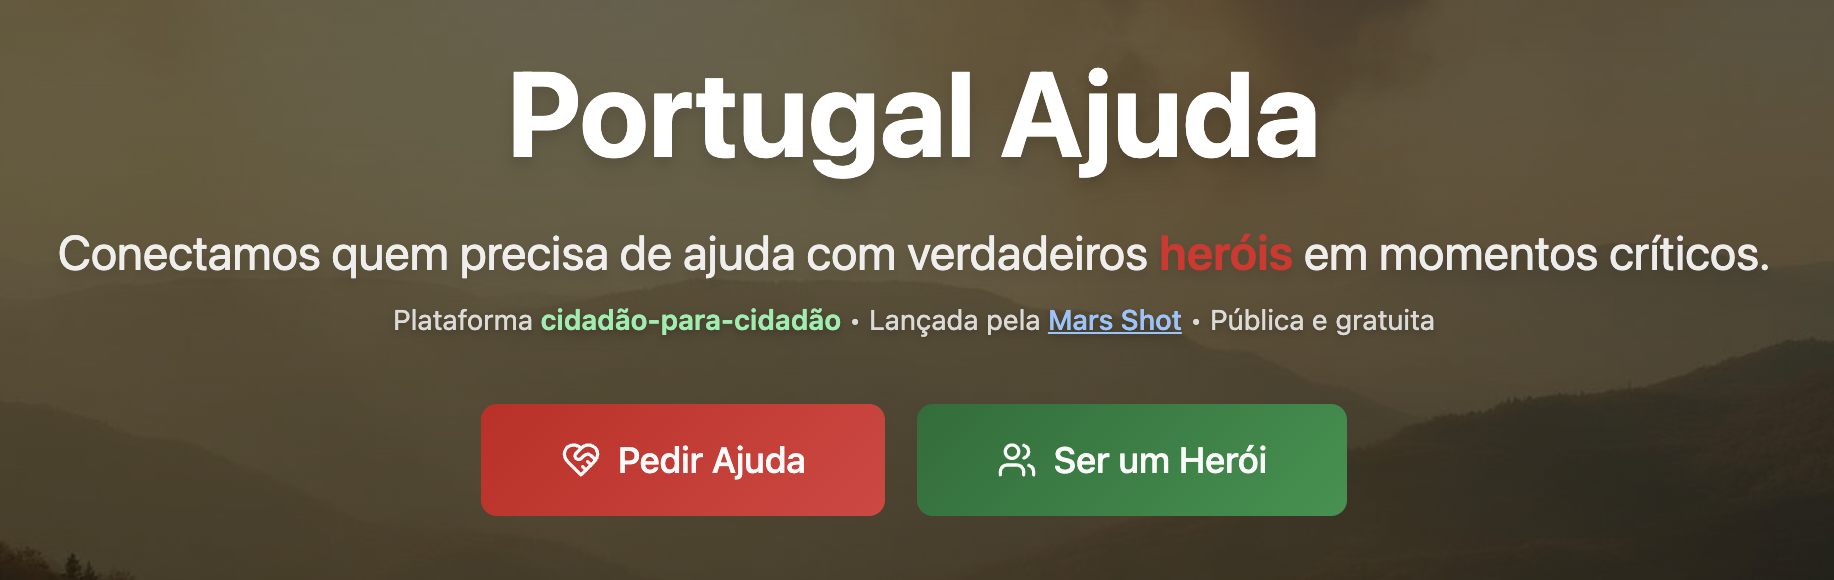 Portugal Ajuda
Conectamos quem precisa de ajuda com verdadeiros heróis em momentos críticos.
Plataforma cidadão-para-cidadão • Lançada pela Mars Shot • Pública e gratuita
Pedir Ajuda
Ser um Herói